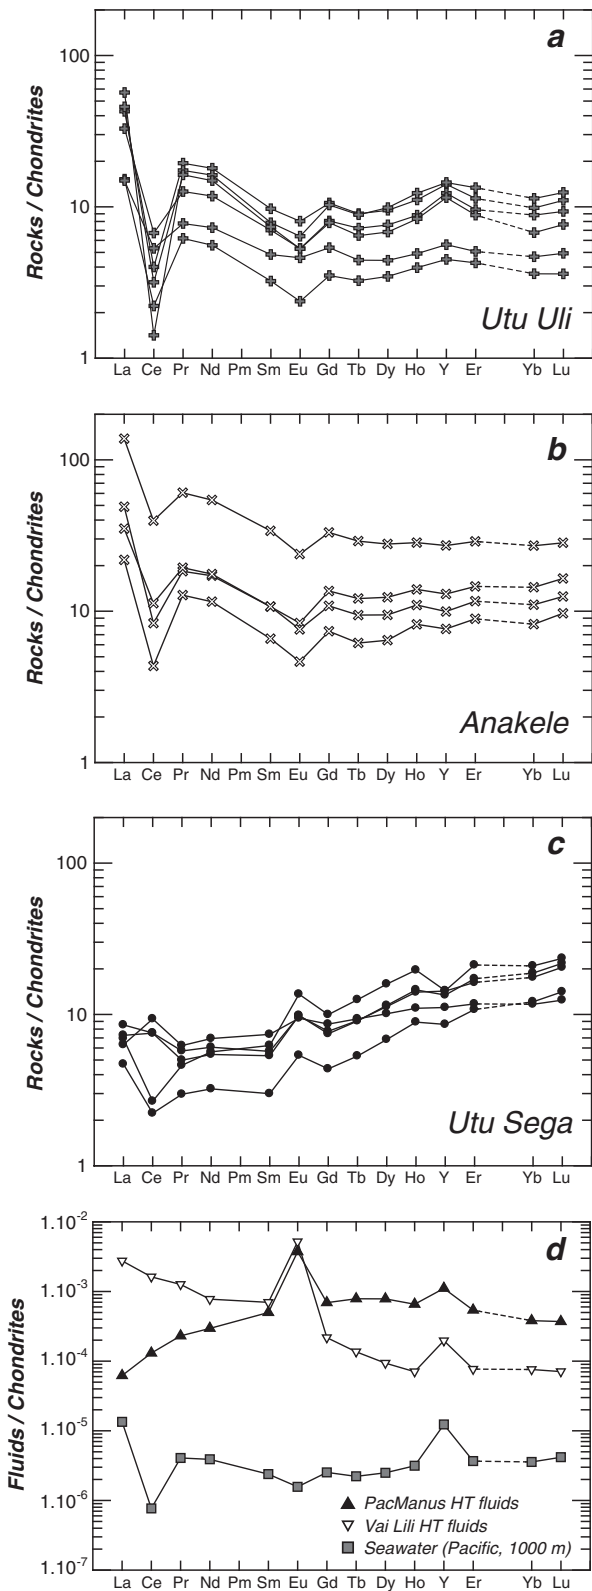 a
100
10
1
Rocks / Chondrites
Utu Uli
La Ce Pr Nd Pm Sm Eu Gd Tb Dy Ho Y Er Yb Lu
b
100
10
1
Rocks / Chondrites
Anakele
La Ce Pr Nd Pm Sm Eu Gd Tb Dy Ho Y Er Yb Lu
c
100
10
1
Rocks / Chondrites
Utu Sega
La Ce Pr Nd Pm Sm Eu Gd Tb Dy Ho Y Er Yb Lu
d
1.10-2
1.10-3
1.10-4
1.10-5
1.10-6
1.10-7
Fluids / Chondrites
PacManus HT fluids
Vai Lili HT fluids
Seawater (Pacific, 1000 m)
La Ce Pr Nd Pm Sm Eu Gd Tb Dy Ho Y Er Yb Lu